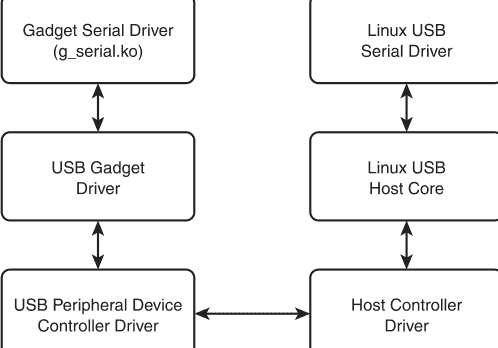 Gadget Serial Driver
(g_serial.ko)
Linux USB
Serial Driver
USB Gadget
Driver
Linux USB
Host Core
USB Peripheral Device
Controller Driver
Host Controller
Driver